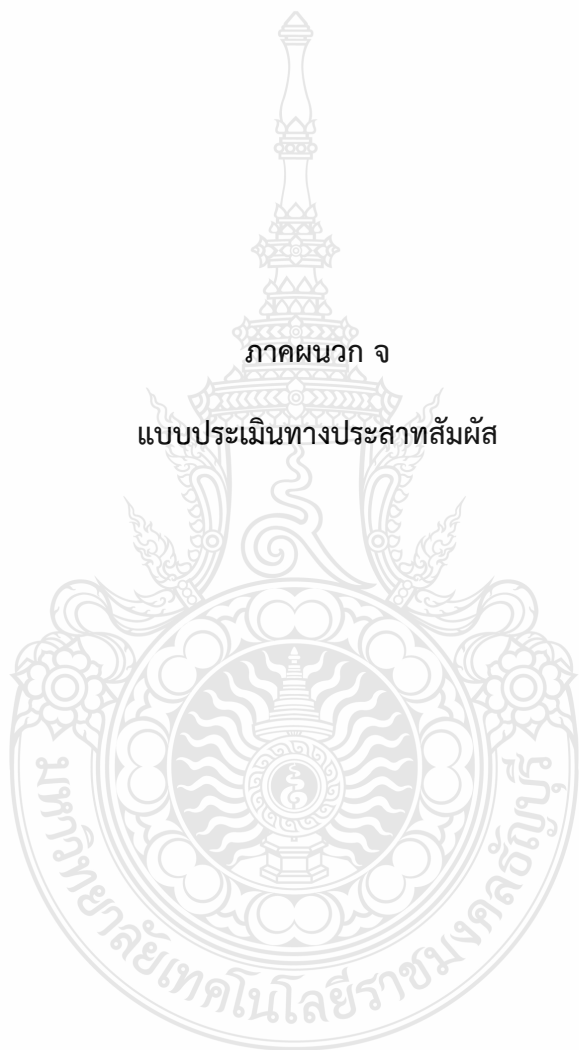 ภาคผนวก จ
แบบประเมินทางประสาทสัมผัส
มหาวิทยาลัยเทคโนโลยีราชมงคลธัญบุรี